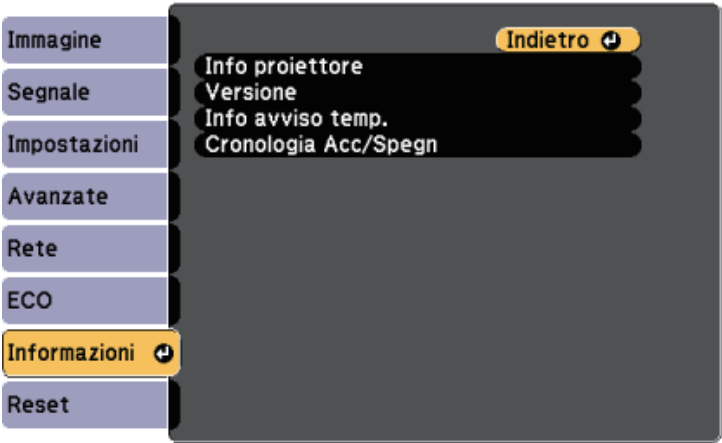 Immagine
Segnale
Impostazioni
Avanzate
Rete
ECO
Informazioni
Reset
Indietro
Info proiettore
Versione
Info avviso temp.
Cronologia Acc/Spegn